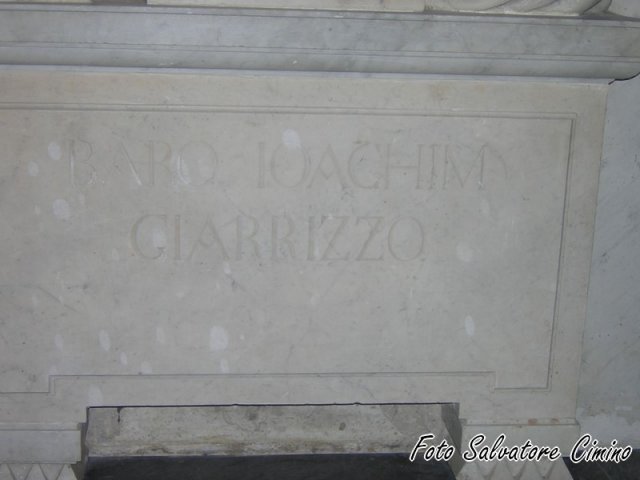 BARO IOACHIM
CIARRIZZO
Foto Salvatore Cimino